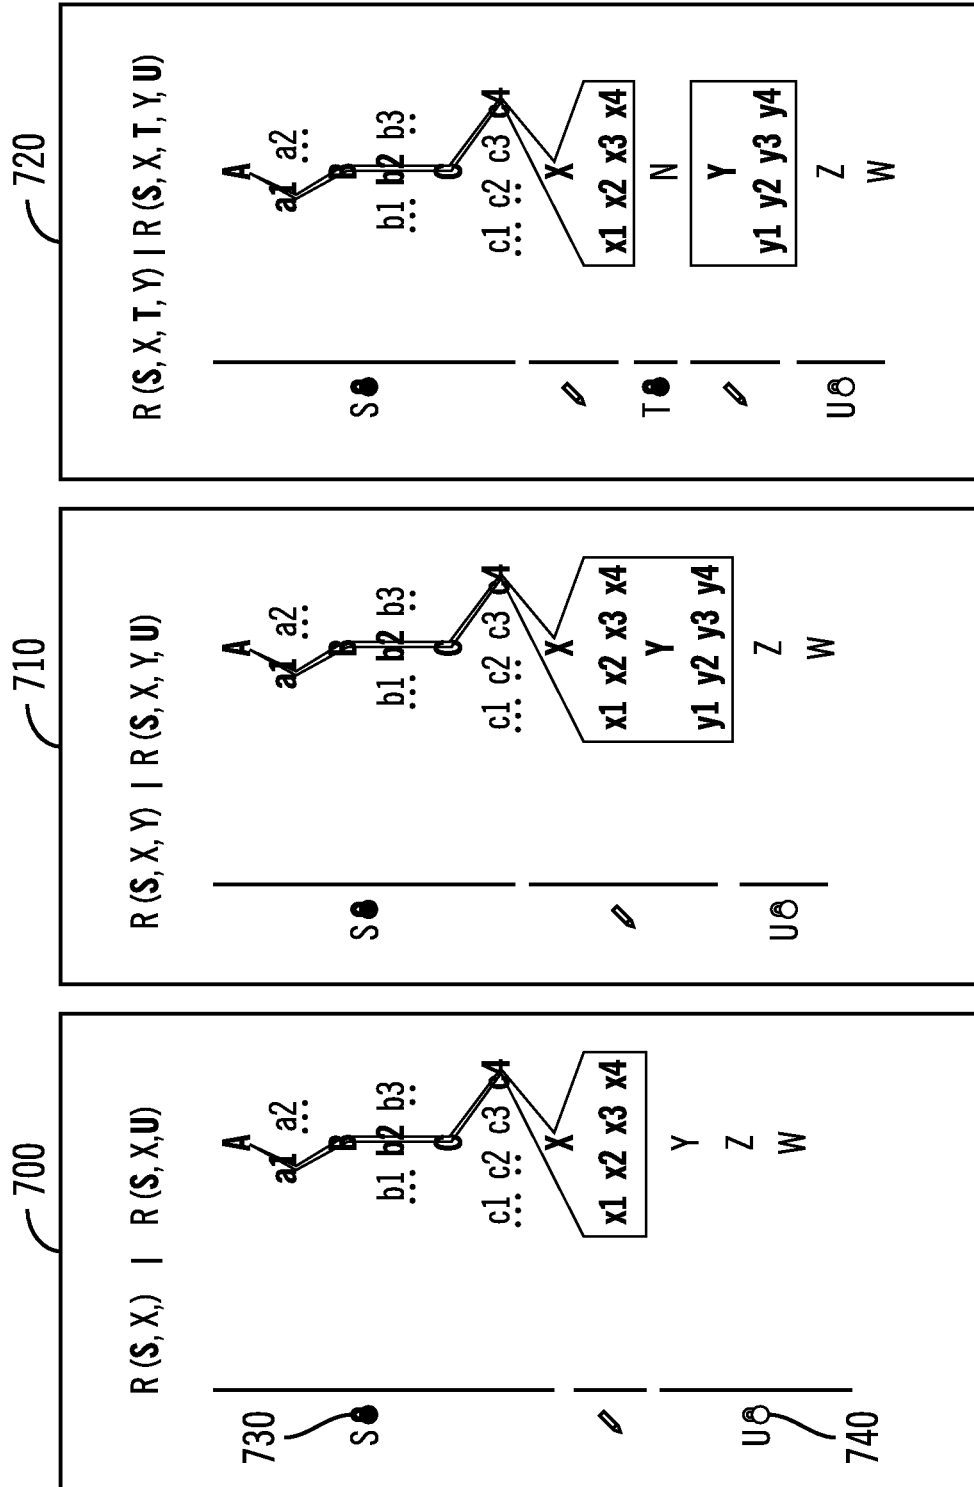 700
R (S, X,) | R (S, X,U)
730
S
A
a1 a2
B
b1 b2 b3
C
c1 c2 c3 c4
X
x1 x2 x3 x4
Y
U
Z
W
740
710
R (S, X, Y) | R (S, X, Y, U)
S
A
a1 a2
B
b1 b2 b3
C
c1 c2 c3 c4
X
x1 x2 x3 x4
Y
y1 y2 y3 y4
U
Z
W
720
R (S, X, T, Y) | R (S, X, T, Y, U)
S
A
a1 a2
B
b1 b2 b3
C
c1 c2 c3 c4
X
x1 x2 x3 x4
T
N
Y
y1 y2 y3 y4
U
Z
W